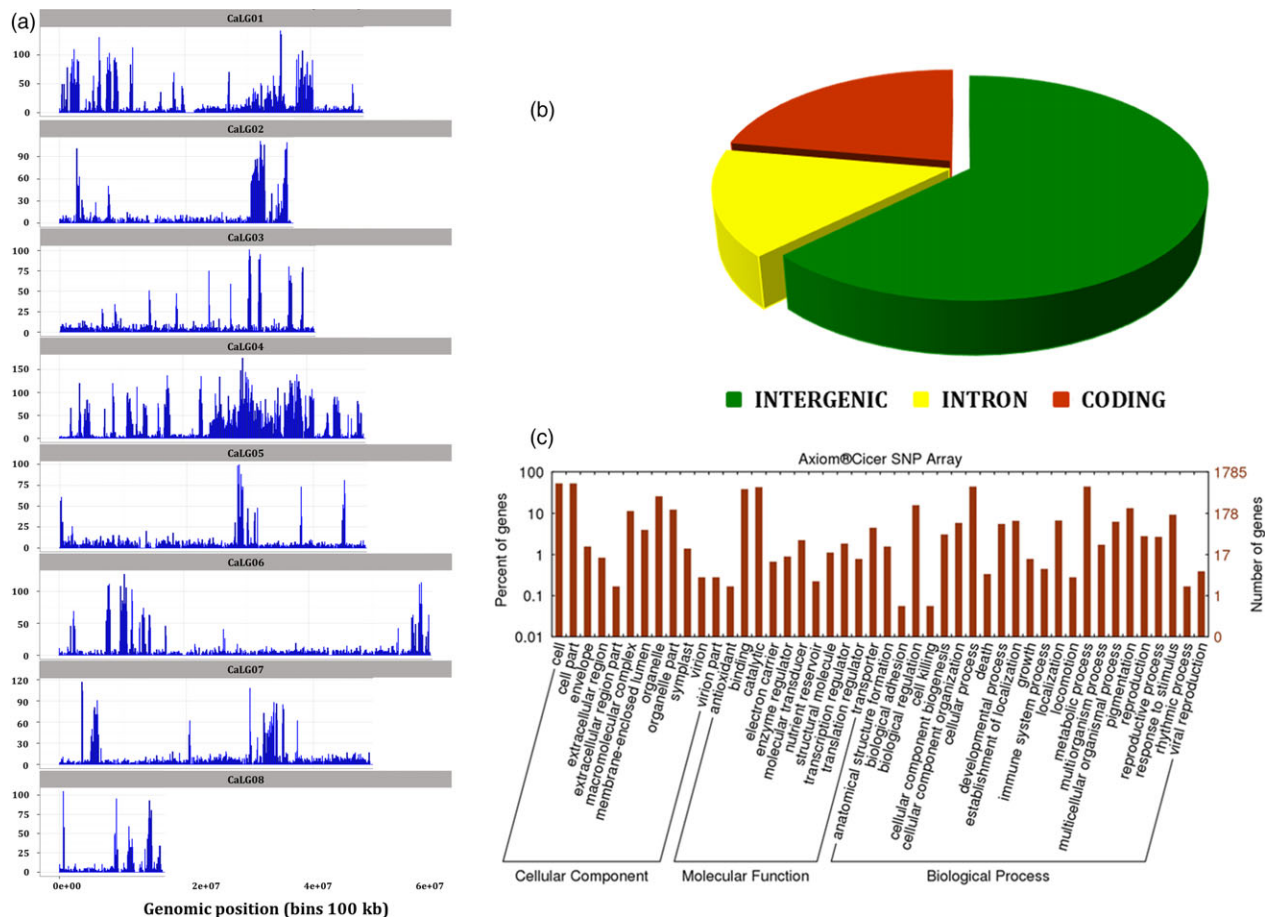 (a)
CaLG01
100
50
0
CaLG02
90
60
30
0
CaLG03
100
75
50
25
0
CaLG04
150
100
50
0
CaLG05
100
75
50
25
0
CaLG06
100
50
0
CaLG07
120
90
60
30
0
CaLG08
100
75
50
25
0
0e+00 2e+07 4e+07 6e+07
Genomic position (bins 100 kb)
(b)
INTERGENIC INTRON CODING
(c)
Axiom®Cicer SNP Array
Percent of genes
100
10
1
0.1
0.01
1785
178
17
1
0
Number of genes
cell
cell part
envelope
extracellular region
extracellular region part
macromolecular complex
membrane-enclosed lumen
organelle
organelle part
symplast
virion
virion part
antioxidant
binding
catalytic
electron carrier
enzyme regulator
molecular transducer
nutrient reservoir
structural molecule
transcription regulator
translation regulator
transporter
anatomical structure formation
biological adhesion
biological regulation
cell killing
cellular component biogenesis
cellular component organization
cellular process
death
developmental process
establishment of localization
growth
immune system process
localization
locomotion
metabolic process
multiorganism process
multicellular organismal process
pigmentation
reproduction
reproductive process
response to stimulus
rhythmic process
viral reproduction
Cellular Component
Molecular Function
Biological Process